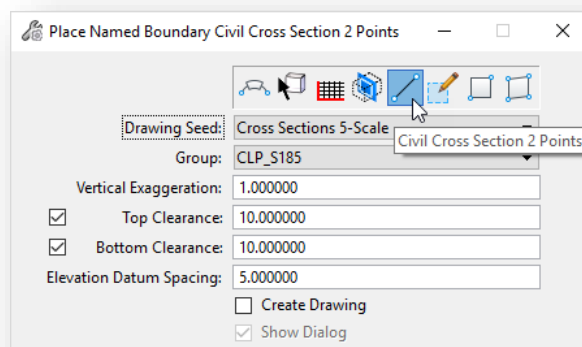 Place Named Boundary Civil Cross Section 2 Points
Drawing Seed: Cross Sections 5-Scale
Civil Cross Section 2 Points
Group: CLP_S185
Vertical Exaggeration: 1.000000
Top Clearance: 10.000000
Bottom Clearance: 10.000000
Elevation Datum Spacing: 5.000000
Create Drawing
Show Dialog